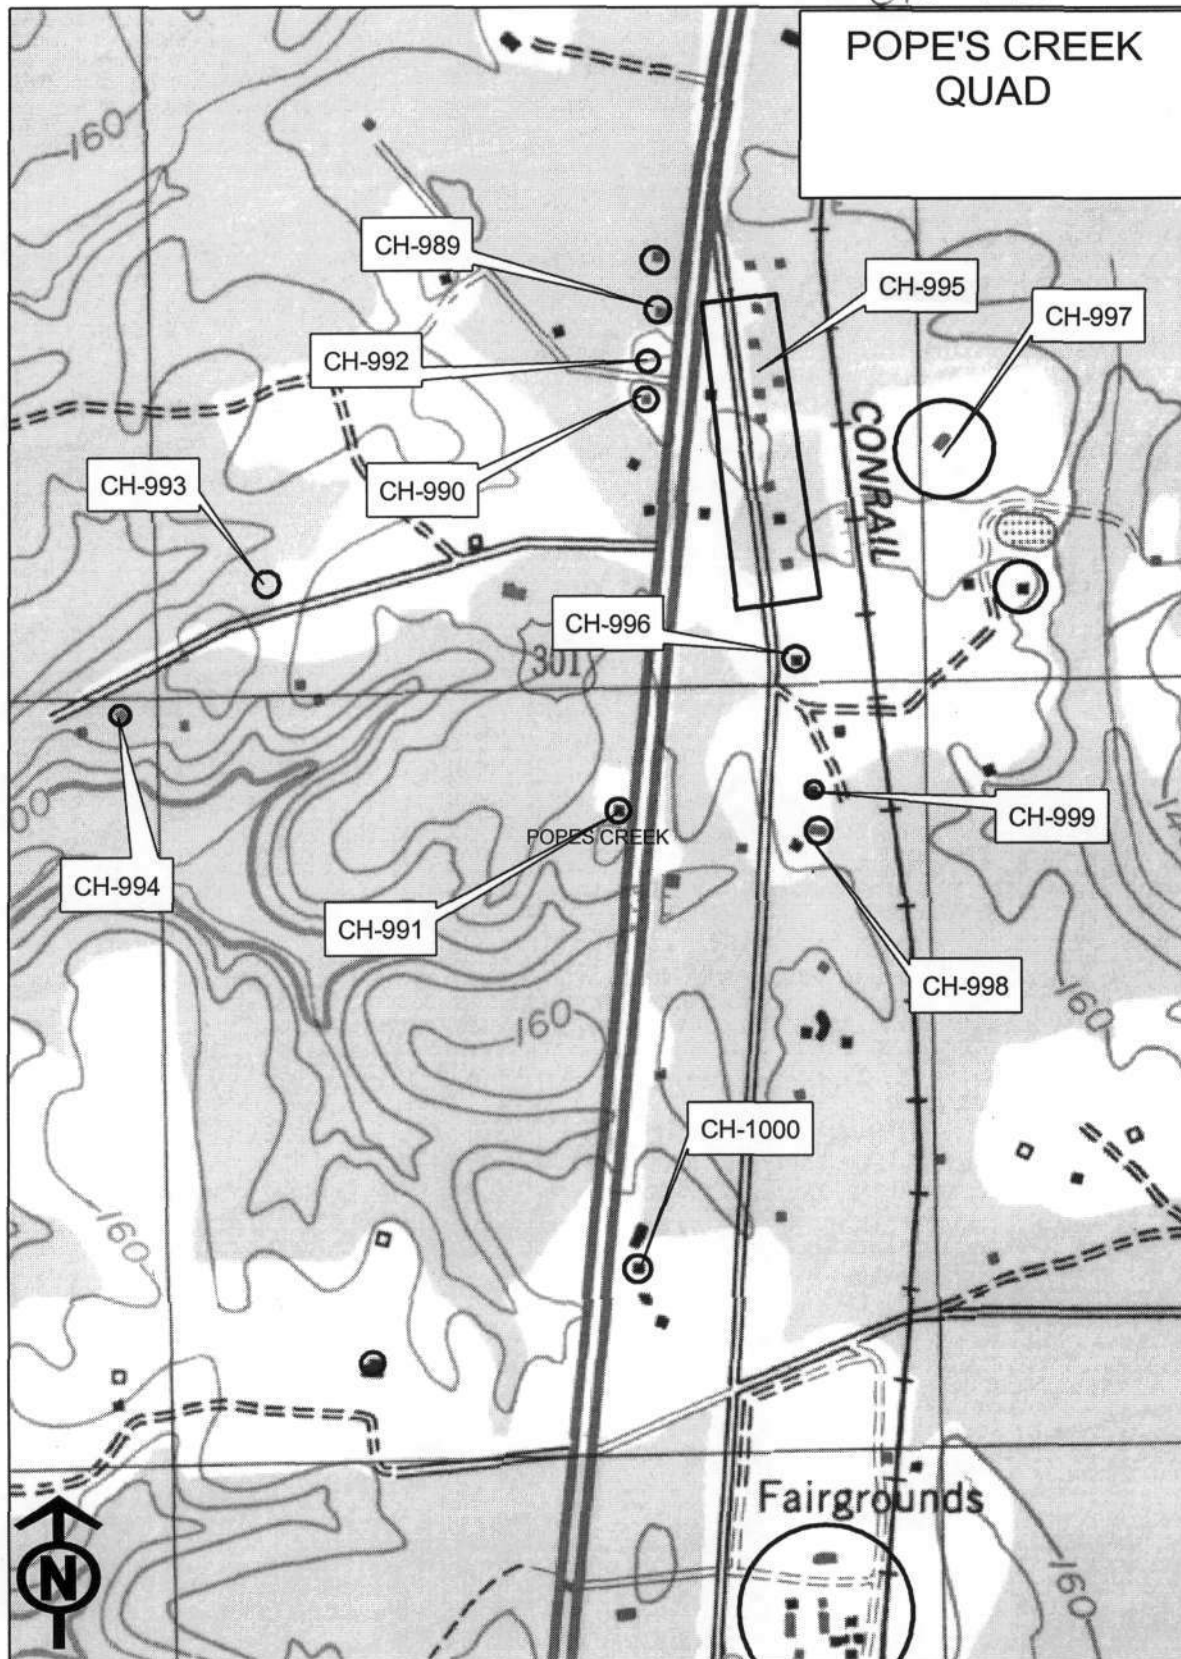 POPE'S CREEK
QUAD
160
CH-989
CH-995
CH-997
CH-992
CONRAIL
CH-993
CH-990
CH-996
301
CH-999
POPES CREEK
CH-994
CH-991
CH-998
160
160
CH-1000
160
Fairgrounds
160
N